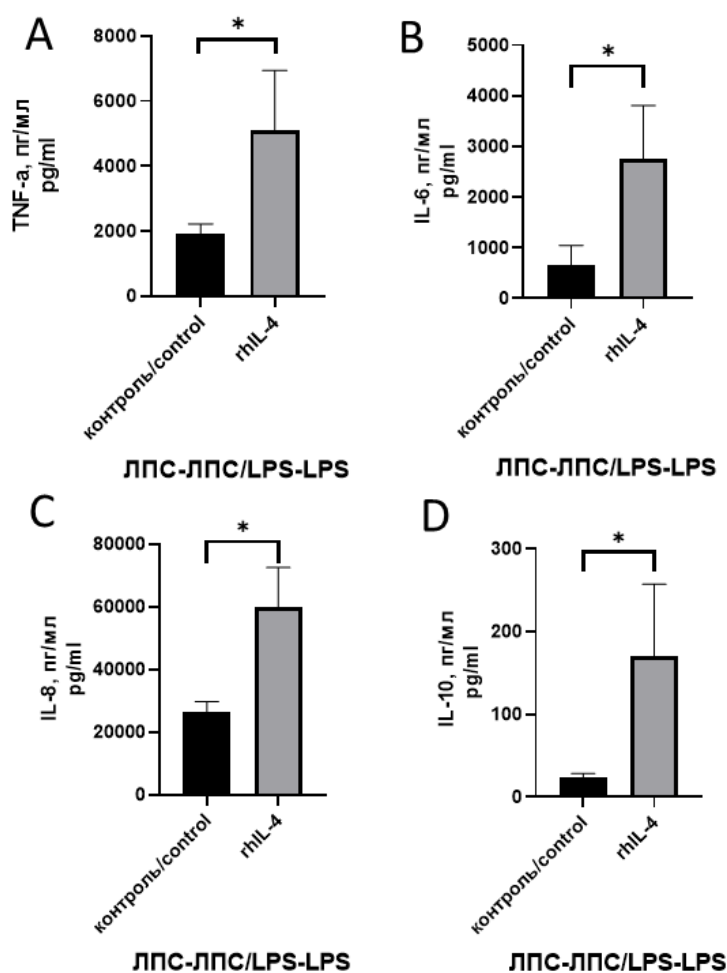 A
TNF-a, пг/мл
pg/ml
8000
6000
4000
2000
0
*
контроль/control
rhIL-4
ЛПС-ЛПС/LPS-LPS
B
IL-6, пг/мл
pg/ml
5000
4000
3000
2000
1000
0
*
контроль/control
rhIL-4
ЛПС-ЛПС/LPS-LPS
C
IL-8, пг/мл
pg/ml
80000
60000
40000
20000
0
*
контроль/control
rhIL-4
ЛПС-ЛПС/LPS-LPS
D
IL-10, пг/мл
pg/ml
300
200
100
0
*
контроль/control
rhIL-4
ЛПС-ЛПС/LPS-LPS